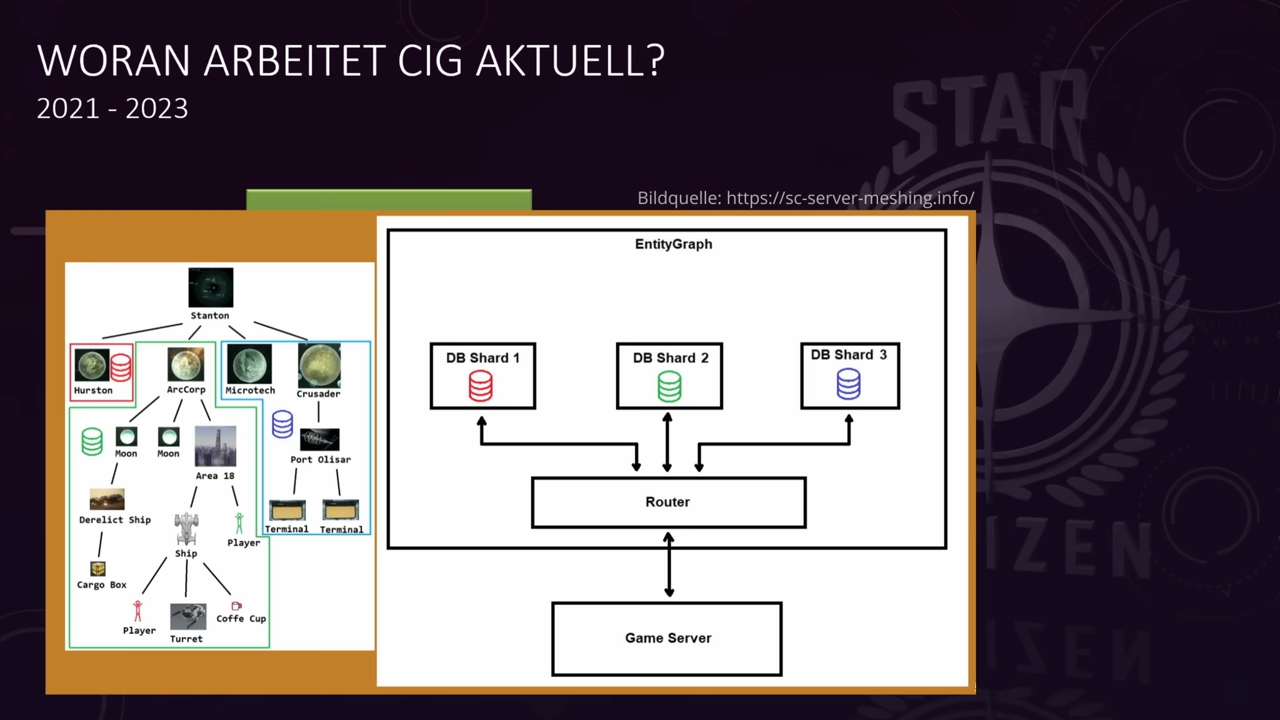 WORAN ARBEITET CIG AKTUELL?
2021 - 2023
STAR
Bildquelle: https://sc-server-meshing.info/
Stanton
Hurston
ArcCorp
Microtech
Crusader
Moon
Moon
Area 18
Port Olisar
Derelict Ship
Ship
Player
Terminal
Terminal
Cargo Box
Player
Turret
Coffe Cup
EntityGraph
DB Shard 1
DB Shard 2
DB Shard 3
Router
Game Server
IZEN